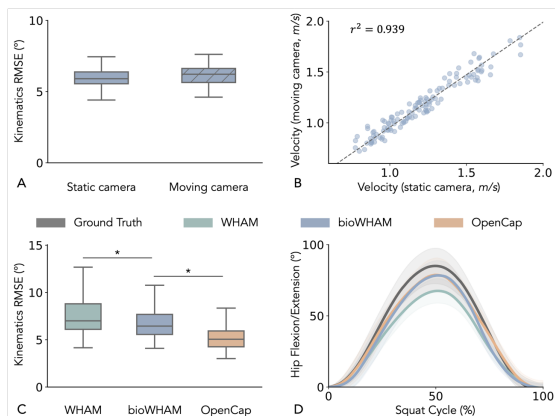 10
5
0
Kinematics RMSE (°)
A
Static camera
Moving camera
2.0
1.5
1.0
Velocity (moving camera, m/s)
r² = 0.939
B
1.0
1.5
2.0
Velocity (static camera, m/s)
Ground Truth
WHAM
bioWHAM
OpenCap
15
10
5
0
Kinematics RMSE (°)
*
*
C
WHAM
bioWHAM
OpenCap
100
50
0
Hip Flexion/Extension (°)
0
50
100
Squat Cycle (%)
D